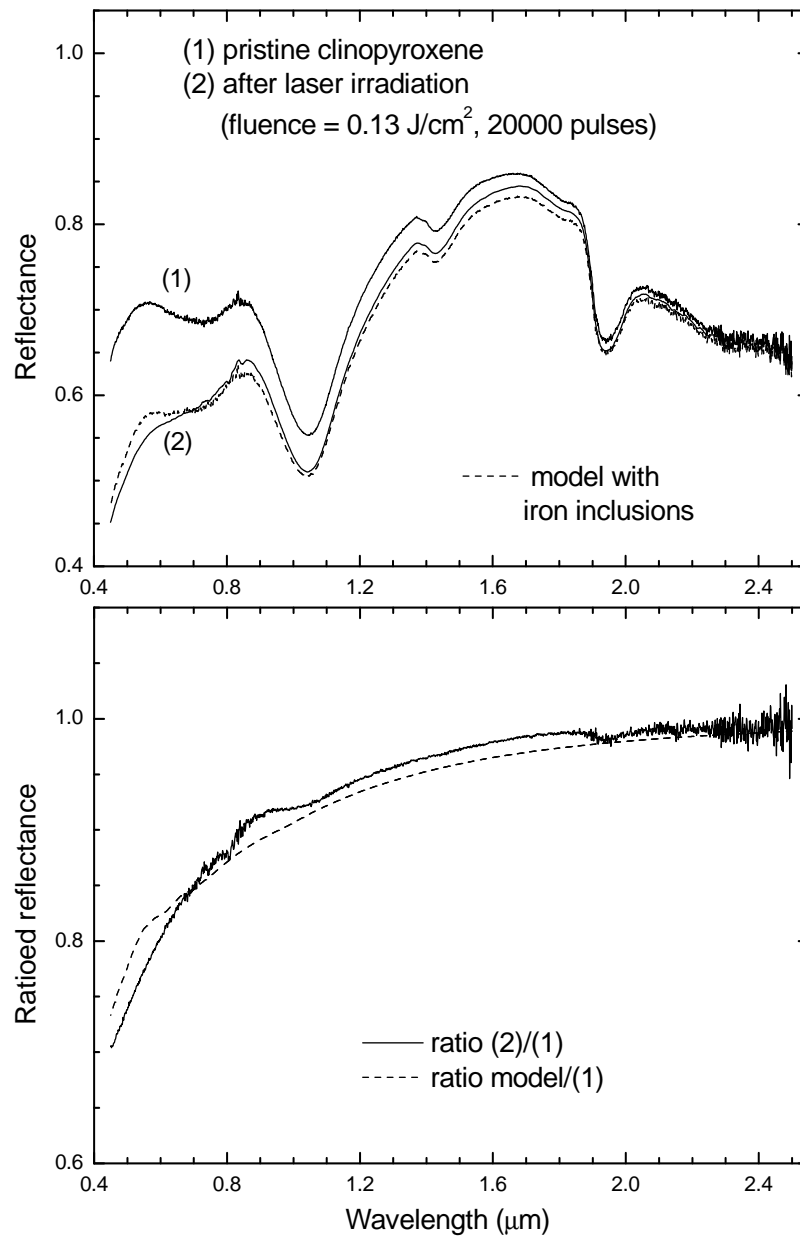 (1) pristine clinopyroxene
(2) after laser irradiation
(fluence = 0.13 J/cm², 20000 pulses)
1.0
0.8
0.6
0.4
Reflectance
(1)
(2)
model with
iron inclusions
0.4 0.8 1.2 1.6 2.0 2.4
1.0
0.8
0.6
Ratioed reflectance
ratio (2)/(1)
ratio model/(1)
0.4 0.8 1.2 1.6 2.0 2.4
Wavelength (μm)